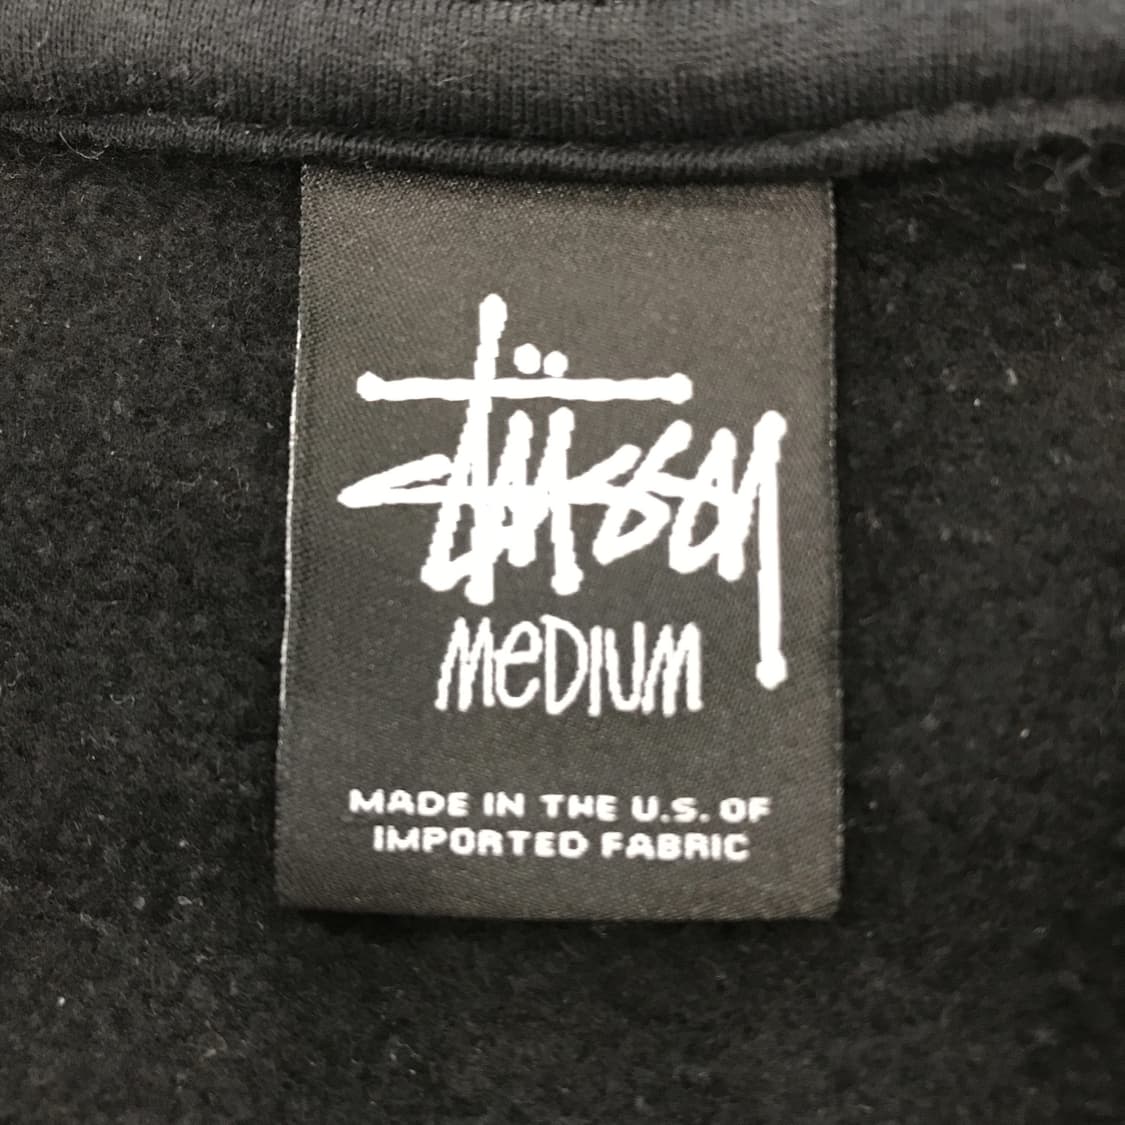 Stüssy
MeDIUM
MADE IN THE U.S. OF
IMPORTED FABRIC